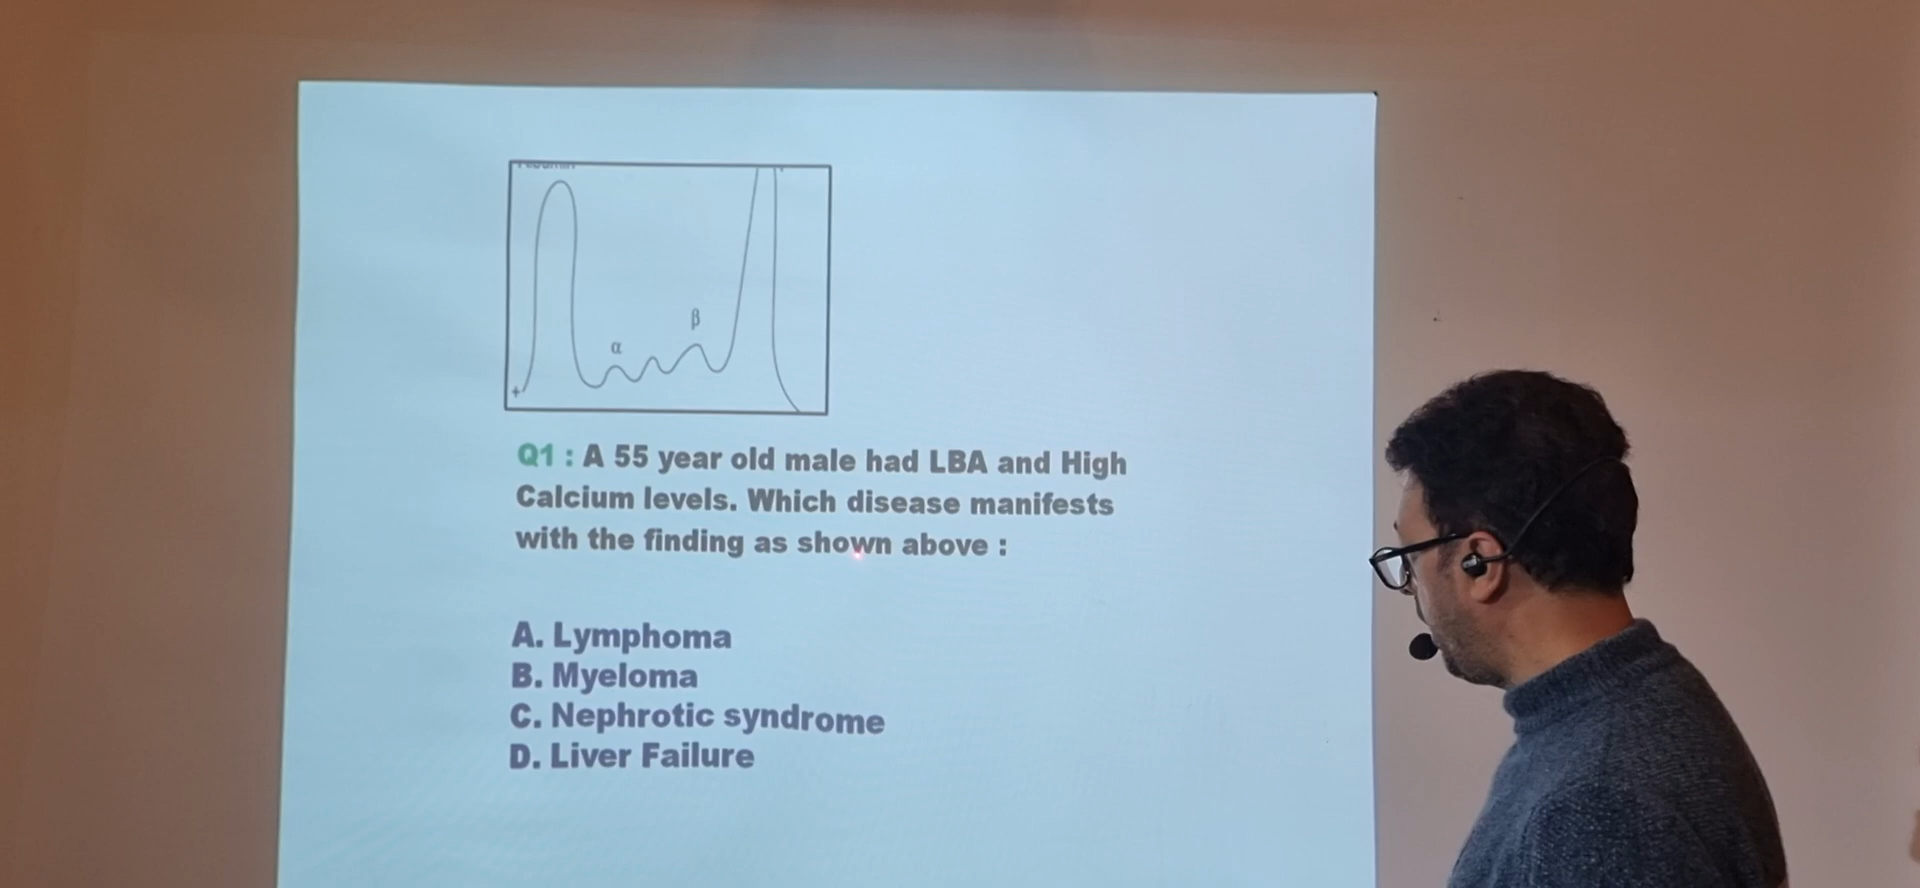 α
β
+
Q1 : A 55 year old male had LBA and High
Calcium levels. Which disease manifests
with the finding as shown above :
A. Lymphoma
B. Myeloma
C. Nephrotic syndrome
D. Liver Failure